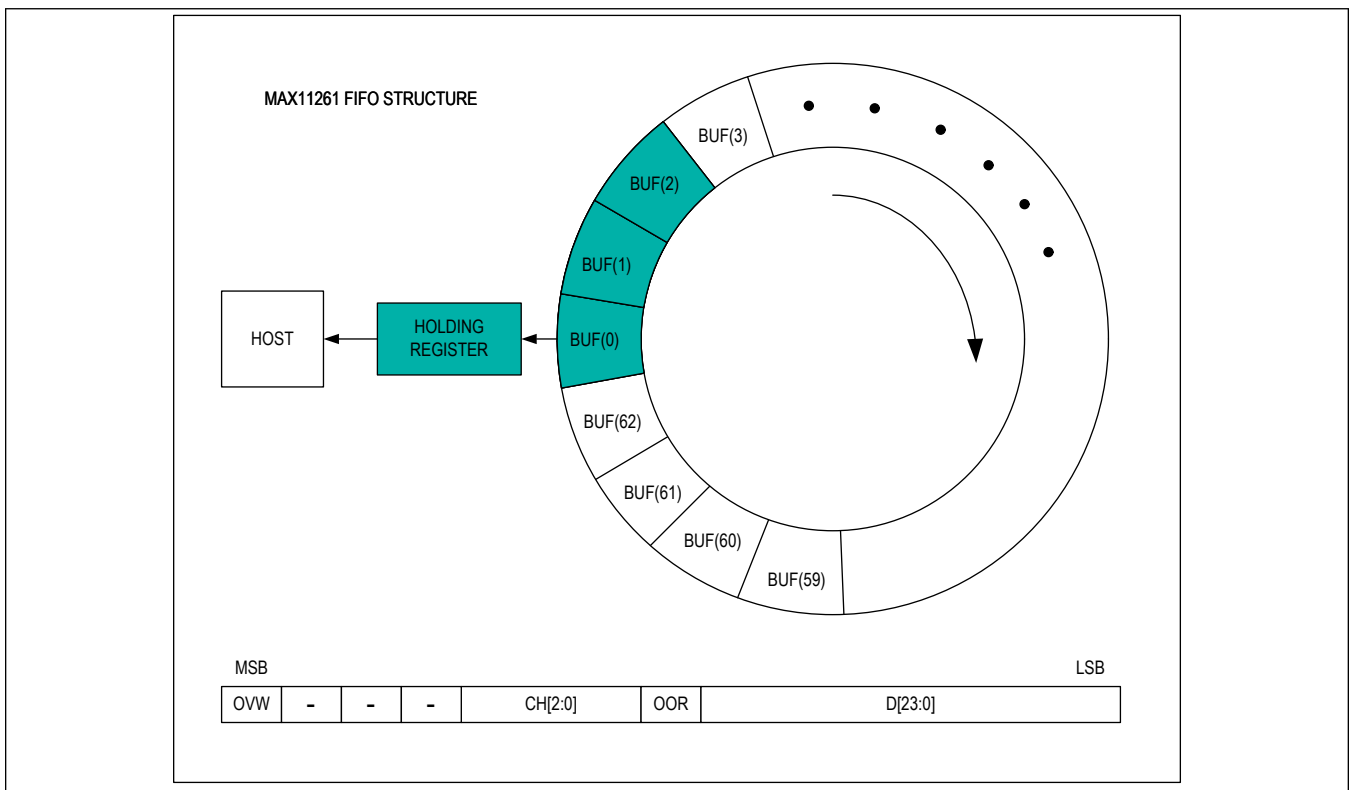 MAX11261 FIFO STRUCTURE
BUF(3)
BUF(2)
BUF(1)
BUF(0)
HOST
HOLDING
REGISTER
BUF(62)
BUF(61)
BUF(60)
BUF(59)
MSB
LSB
OVW - - - CH[2:0] OOR D[23:0]